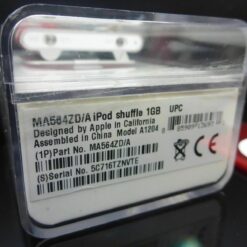 MA564ZD/A iPod shuffle 1GB UPC
Designed by Apple in California
Assembled in China Model A1204
(1P)Part No. MA564ZD/A
(S)Serial No. 5C716TZNVTE